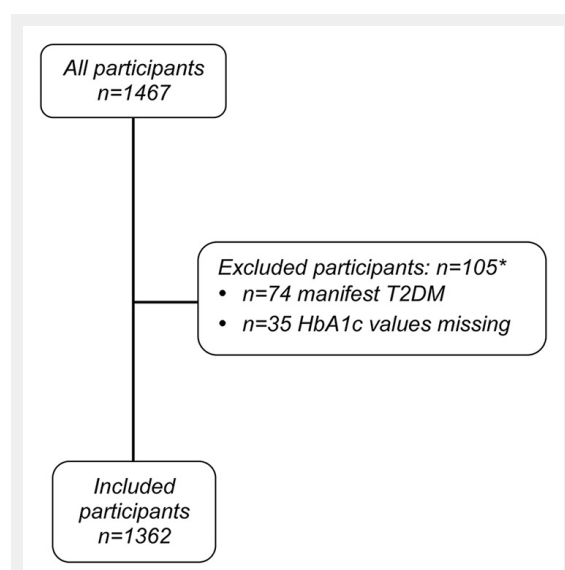 All participants
n=1467
Excluded participants: n=105*
• n=74 manifest T2DM
• n=35 HbA1c values missing
Included
participants
n=1362